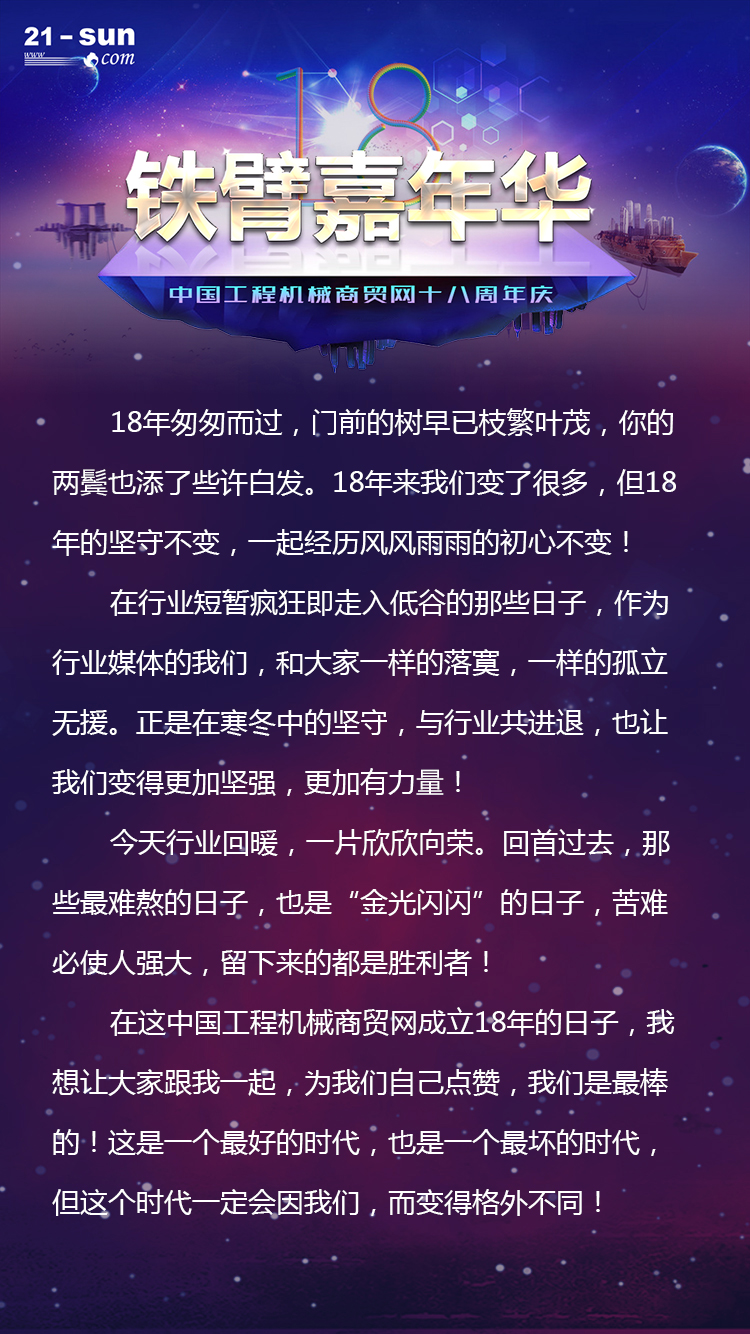 21-sun
www.com
18
铁臂嘉年华
中国工程机械商贸网十八周年庆
18年匆匆而过，门前的树早已枝繁叶茂，你的
两鬓也添了些许白发。18年来我们变了很多，但18
年的坚守不变，一起经历风风雨雨的初心不变！
在行业短暂疯狂即走入低谷的那些日子，作为
行业媒体的我们，和大家一样的落寞，一样的孤立
无援。正是在寒冬中的坚守，与行业共进退，也让
我们变得更加坚强，更加有力量！
今天行业回暖，一片欣欣向荣。回首过去，那
些最难熬的日子，也是“金光闪闪”的日子，苦难
必使人强大，留下来的都是胜利者！
在这中国工程机械商贸网成立18年的日子，我
想让大家跟我一起，为我们自己点赞，我们是最棒
的！这是一个最好的时代，也是一个最坏的时代，
但这个时代一定会因我们，而变得格外不同！